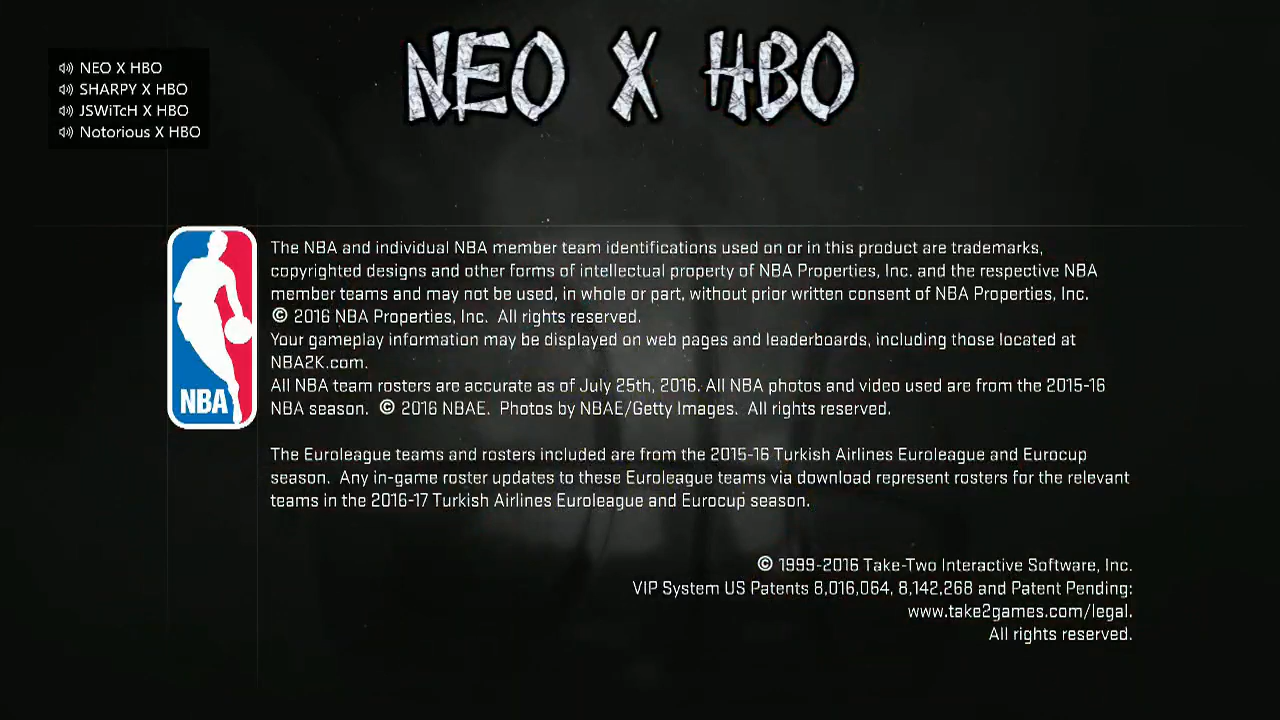 NEO X HBO
NEO X HBO
SHARPY X HBO
JSWiTcH X HBO
Notorious X HBO
The NBA and individual NBA member team identifications used on or in this product are trademarks,
copyrighted designs and other forms of intellectual property of NBA Properties, Inc. and the respective NBA
member teams and may not be used, in whole or part, without prior written consent of NBA Properties, Inc.
© 2016 NBA Properties, Inc. All rights reserved.
Your gameplay information may be displayed on web pages and leaderboards, including those located at
NBA2K.com.
All NBA team rosters are accurate as of July 25th, 2016. All NBA photos and video used are from the 2015-16
NBA season. © 2016 NBAE. Photos by NBAE/Getty Images. All rights reserved.
NBA
The Euroleague teams and rosters included are from the 2015-16 Turkish Airlines Euroleague and Eurocup
season. Any in-game roster updates to these Euroleague teams via download represent rosters for the relevant
teams in the 2016-17 Turkish Airlines Euroleague and Eurocup season.
© 1999-2016 Take-Two Interactive Software, Inc.
VIP System US Patents 8,016,064, 8,142,268 and Patent Pending:
www.take2games.com/legal.
All rights reserved.